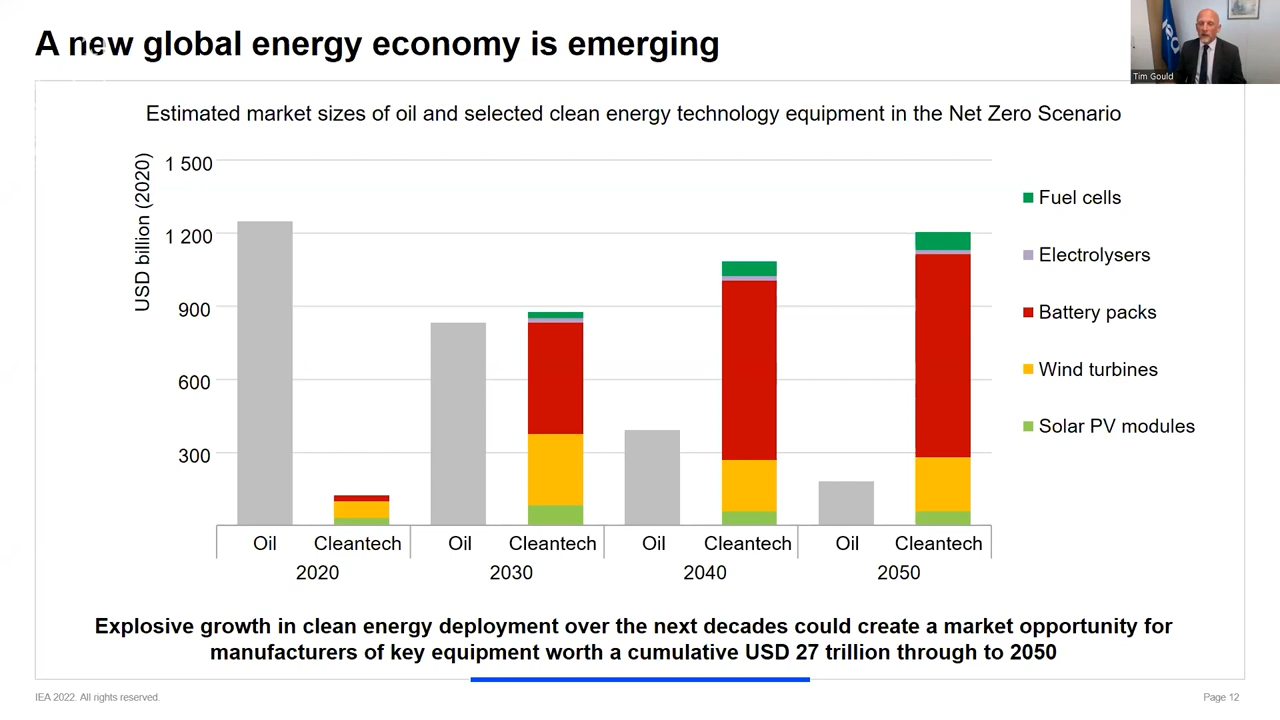 A new global energy economy is emerging
Tim Gould
Estimated market sizes of oil and selected clean energy technology equipment in the Net Zero Scenario
USD billion (2020)
1 500
1 200
900
600
300
Fuel cells
Electrolysers
Battery packs
Wind turbines
Solar PV modules
Oil Cleantech Oil Cleantech Oil Cleantech Oil Cleantech
2020 2030 2040 2050
Explosive growth in clean energy deployment over the next decades could create a market opportunity for
manufacturers of key equipment worth a cumulative USD 27 trillion through to 2050
IEA 2022. All rights reserved.
Page 12